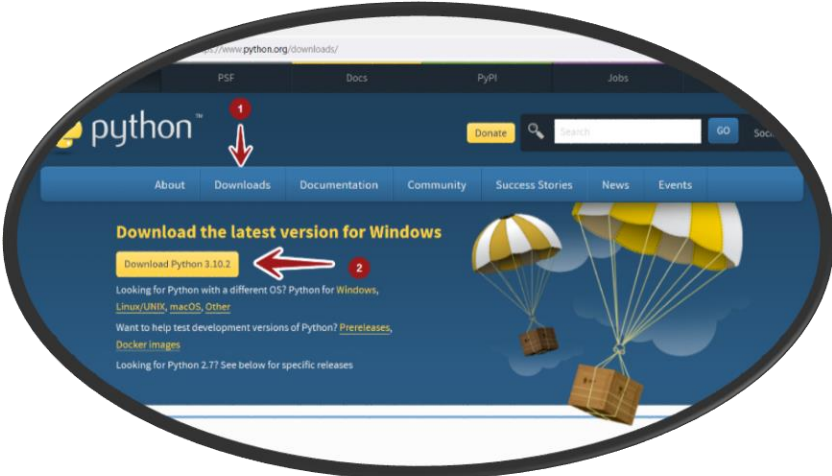 ://www.python.org/downloads/
PSF Docs PyPI Jobs
1
python™
Donate Search GO
About Downloads Documentation Community Success Stories News Events
Download the latest version for Windows
Download Python 3.10.2
2
Looking for Python with a different OS? Python for Windows,
Linux/UNIX, macOS, Other
Want to help test development versions of Python? Prereleases,
Docker images
Looking for Python 2.7? See below for specific releases